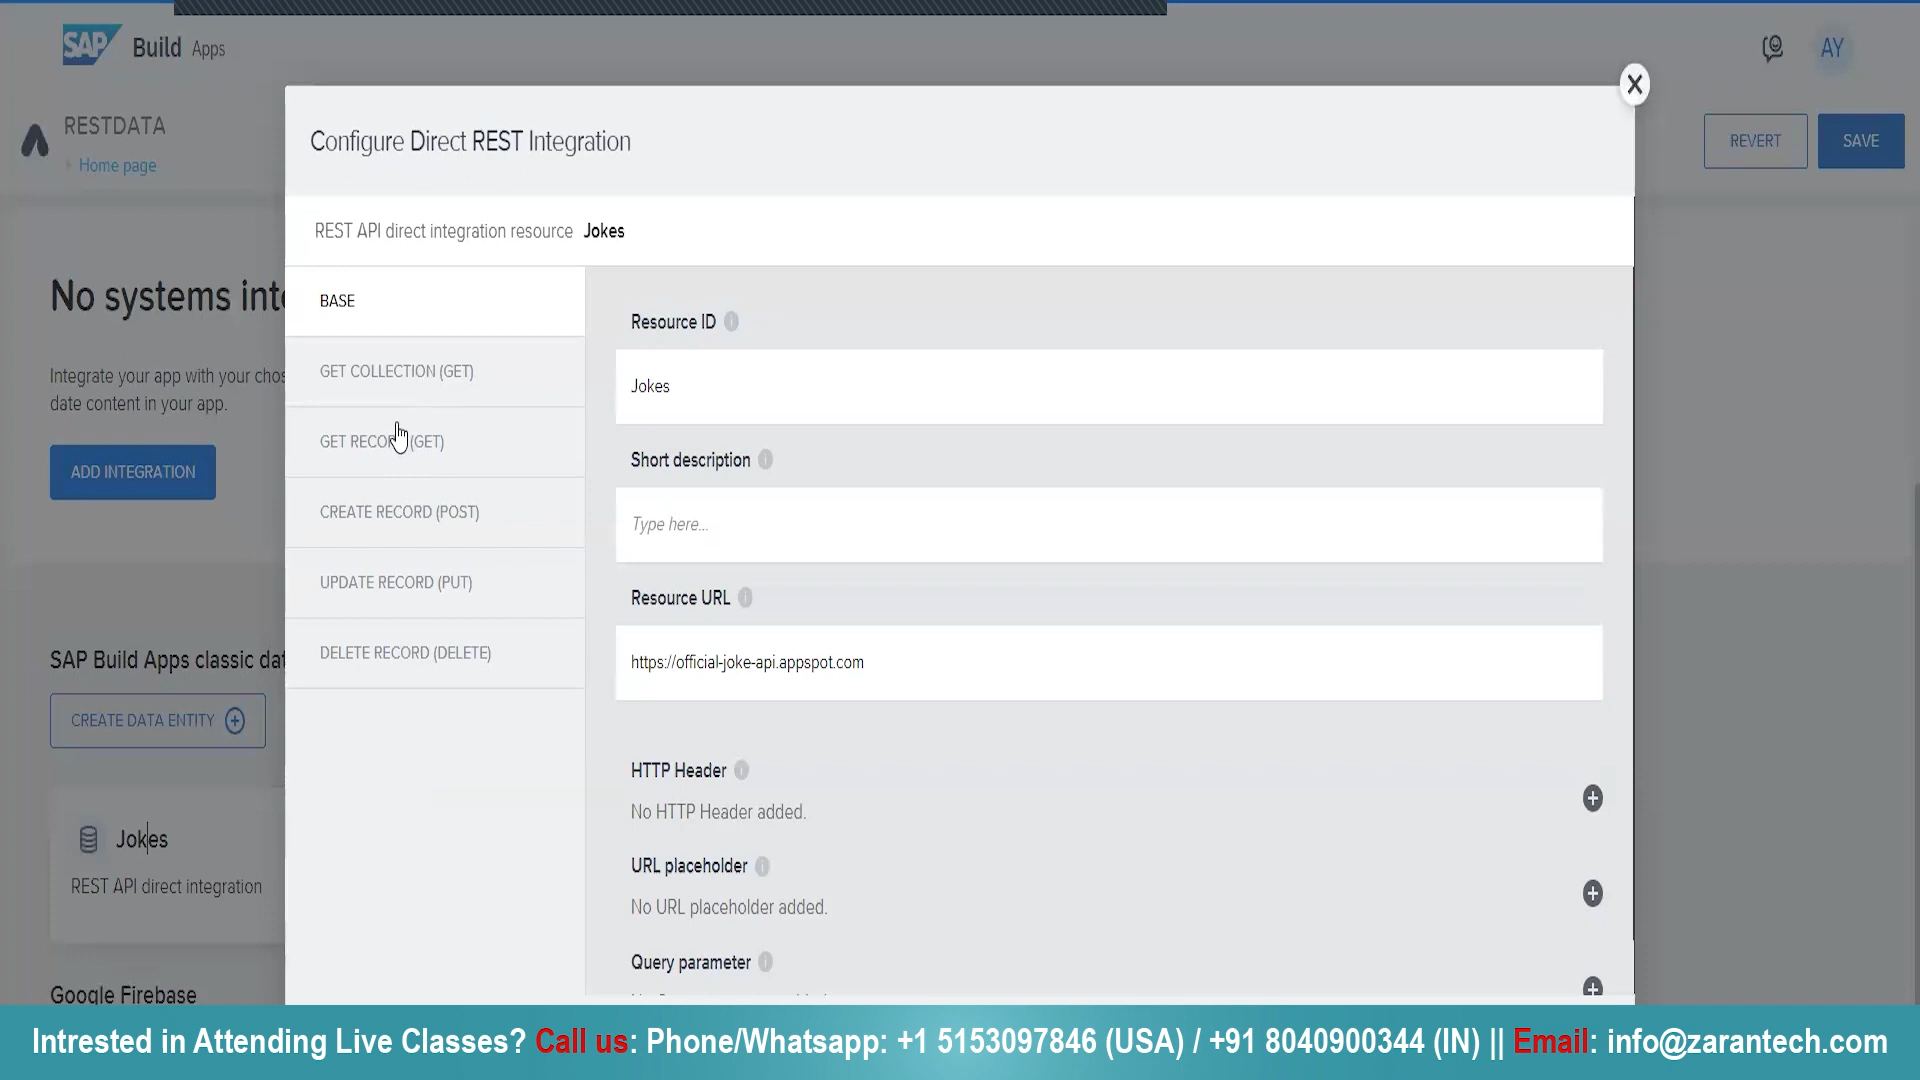 SAP Build Apps
AY
RESTDATA
Home page
REVERT
SAVE
Configure Direct REST Integration
REST API direct integration resource Jokes
No systems inte
Integrate your app with your chos
date content in your app.
ADD INTEGRATION
SAP Build Apps classic dat
CREATE DATA ENTITY
Jokes
REST API direct integration
Google Firebase
BASE
GET COLLECTION (GET)
GET RECORD (GET)
CREATE RECORD (POST)
UPDATE RECORD (PUT)
DELETE RECORD (DELETE)
Resource ID
Jokes
Short description
Type here...
Resource URL
https://official-joke-api.appspot.com
HTTP Header
No HTTP Header added.
URL placeholder
No URL placeholder added.
Query parameter
Intrested in Attending Live Classes? Call us: Phone/Whatsapp: +1 5153097846 (USA) / +91 8040900344 (IN) || Email: info@zarantech.com